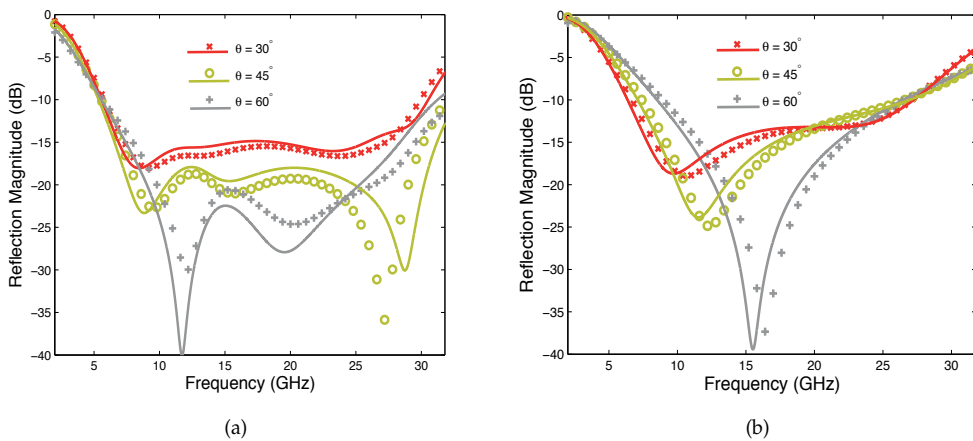 0
−5
−10
−15
−20
−25
−30
−35
−40
5
10
15
20
25
30
Reflection Magnitude (dB)
Frequency (GHz)
θ = 30°
θ = 45°
θ = 60°
(a)
0
−5
−10
−15
−20
−25
−30
−35
−40
5
10
15
20
25
30
Reflection Magnitude (dB)
Frequency (GHz)
θ = 30°
θ = 45°
θ = 60°
(b)